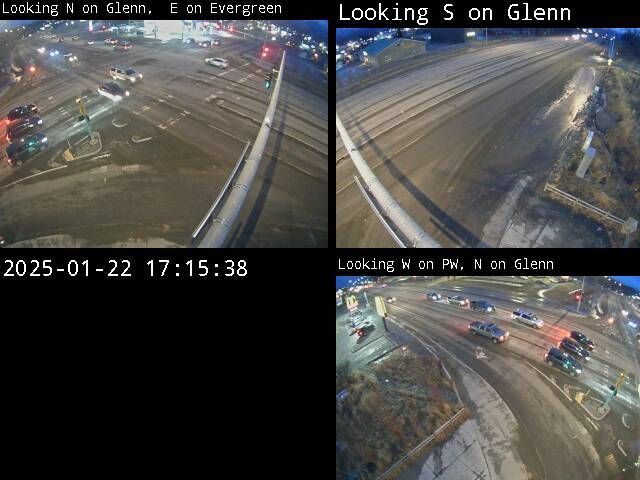 Looking N on Glenn,  E on Evergreen
Looking S on Glenn
2025-01-22 17:15:38
Looking W on PW, N on Glenn